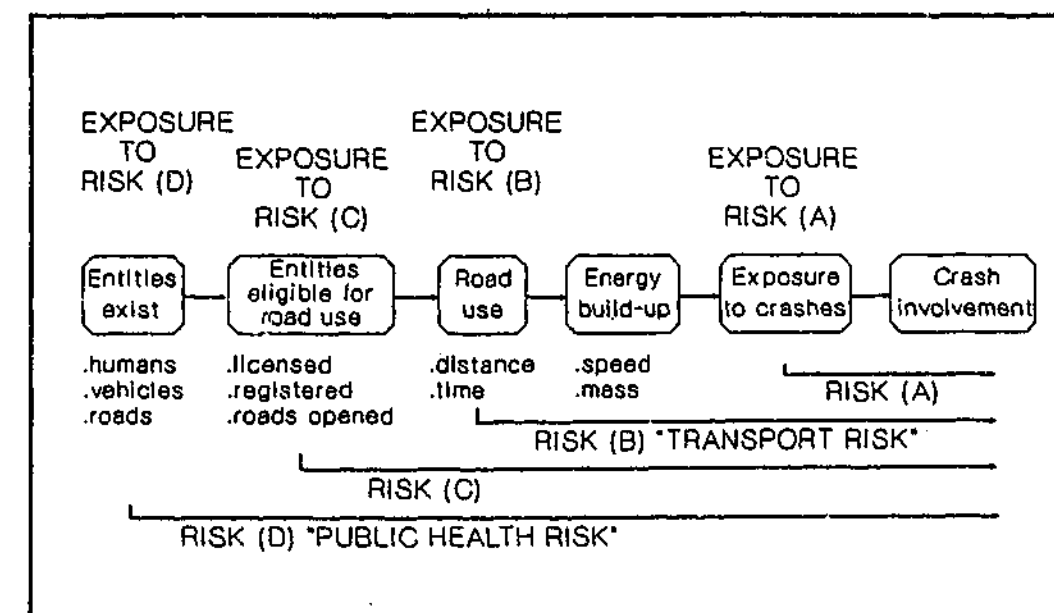 EXPOSURE
TO
RISK (D)
EXPOSURE
TO
RISK (C)
EXPOSURE
TO
RISK (B)
EXPOSURE
TO
RISK (A)
Entities
exist
Entities
eligible for
road use
Road
use
Energy
build-up
Exposure
to crashes
Crash
involvement
.humans
.vehicles
.roads
.licensed
.registered
.roads opened
.distance
.time
.speed
.mass
RISK (A)
RISK (B) "TRANSPORT RISK"
RISK (C)
RISK (D) "PUBLIC HEALTH RISK"